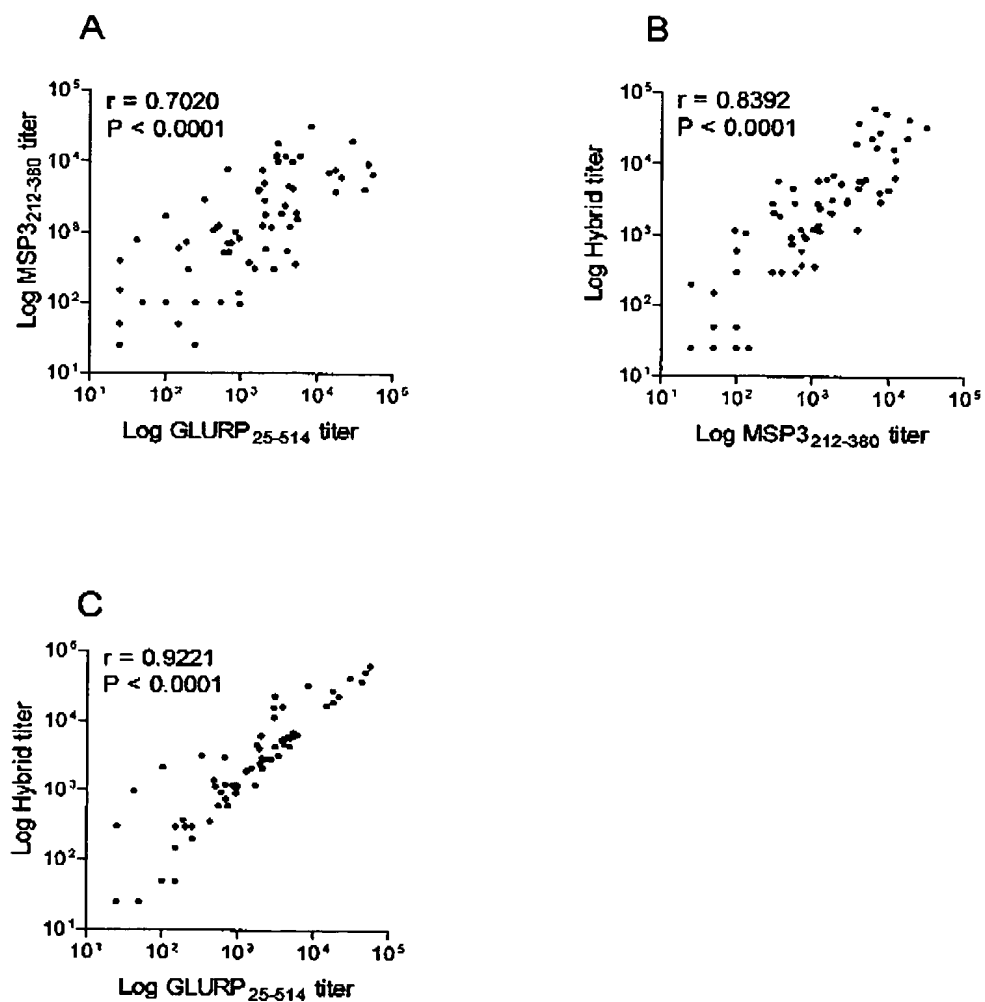 A
r = 0.7020
P < 0.0001
Log MSP3₂₁₂₋₃₈₀ titer
10⁵
10⁴
10³
10²
10¹
10¹ 10² 10³ 10⁴ 10⁵
Log GLURP₂₅₋₅₁₄ titer
B
r = 0.8392
P < 0.0001
Log Hybrid titer
10⁵
10⁴
10³
10²
10¹
10¹ 10² 10³ 10⁴ 10⁵
Log MSP3₂₁₂₋₃₈₀ titer
C
r = 0.9221
P < 0.0001
Log Hybrid titer
10⁵
10⁴
10³
10²
10¹
10¹ 10² 10³ 10⁴ 10⁵
Log GLURP₂₅₋₅₁₄ titer